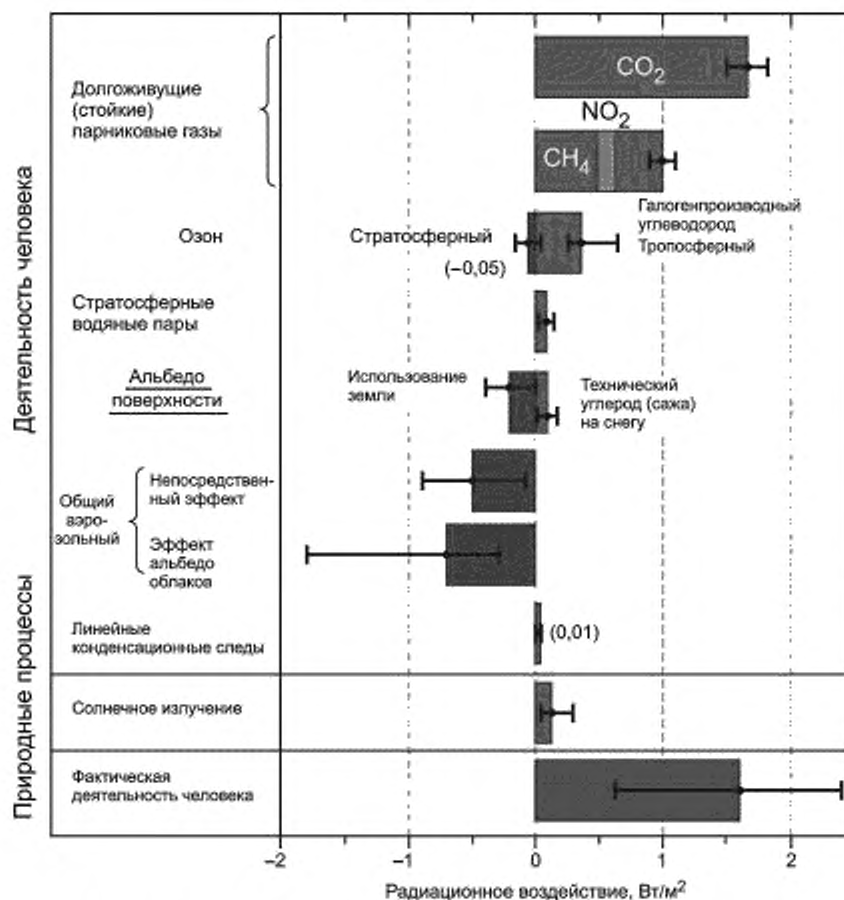 Деятельность человека
Природные процессы
Долгоживущие
(стойкие)
парниковые газы
CO2
NO2
CH4
Галогенпроизводный
углеводород
Озон
Стратосферный
(–0,05)
Тропосферный
Стратосферные
водяные пары
Альбедо
поверхности
Использование
земли
Технический
углерод (сажа)
на снегу
Общий
аэро-
зольный
Непосредствен-
ный эффект
Эффект
альбедо
облаков
Линейные
конденсационные следы
(0,01)
Солнечное излучение
Фактическая
деятельность человека
–2 –1 0 1 2
Радиационное воздействие, Вт/м2